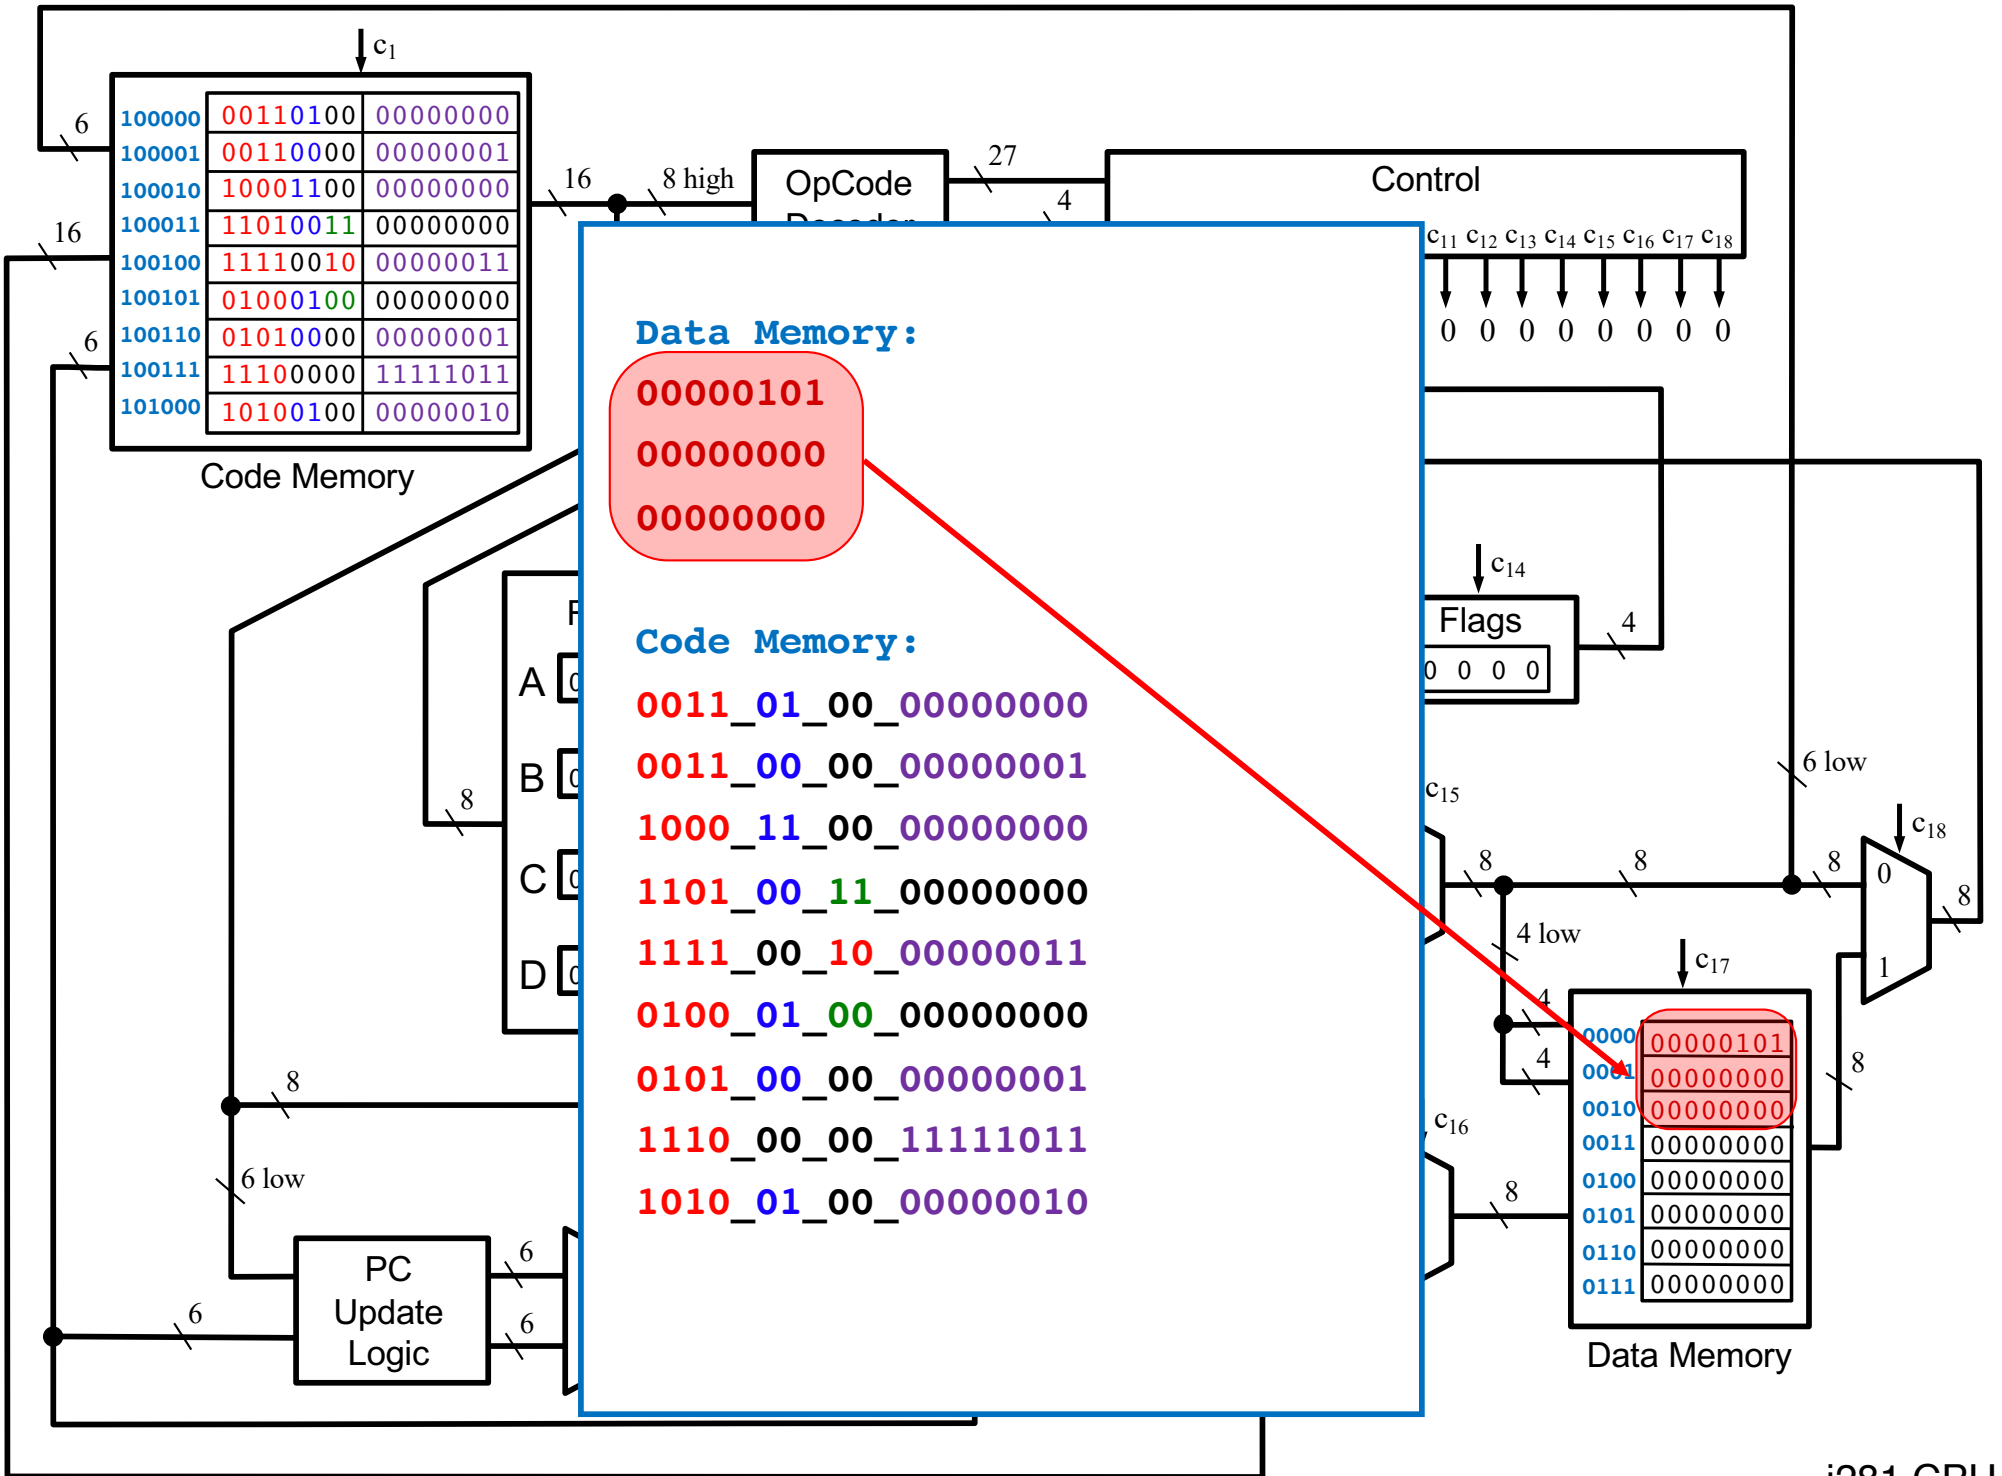 c1
6
100000 00110100 00000000
100001 00110000 00000001
100010 10001100 00000000
100011 11010011 00000000
100100 11110010 00000011
100101 01000100 00000000
100110 01010000 00000001
100111 11100000 11111011
101000 10100100 00000010
16
6
Code Memory
16
8 high
OpCode
27
4
Control
c11 c12 c13 c14 c15 c16 c17 c18
0 0 0 0 0 0 0 0
Data Memory:
00000101
00000000
00000000
Code Memory:
0011_01_00_00000000
0011_00_00_00000001
1000_11_00_00000000
1101_00_11_00000000
1111_00_10_00000011
0100_01_00_00000000
0101_00_00_00000001
1110_00_00_11111011
1010_01_00_00000010
A
B
C
D
8
8
6 low
6
PC
Update
Logic
6
6
c14
Flags
0 0 0 0
4
c15
8
8
6 low
8
c18
0
1
8
4 low
4
4
c17
0000 00000101
0001 00000000
0010 00000000
0011 00000000
0100 00000000
0101 00000000
0110 00000000
0111 00000000
8
c16
8
Data Memory
i281 CPU